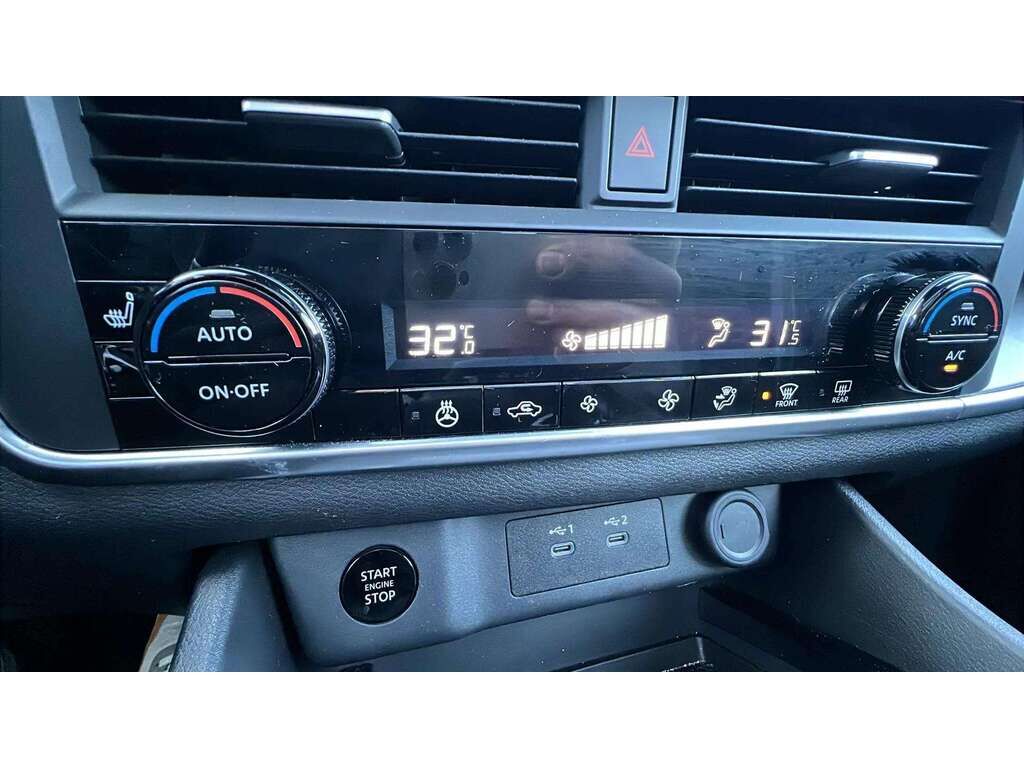 AUTO
ON·OFF
32.0°C
31.5°C
SYNC
A/C
FRONT
REAR
1
2
START
ENGINE
STOP